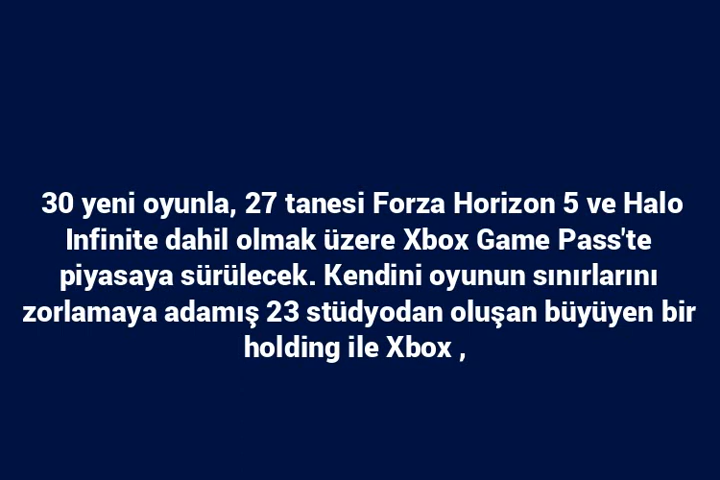 30 yeni oyunla, 27 tanesi Forza Horizon 5 ve Halo
Infinite dahil olmak üzere Xbox Game Pass'te
piyasaya sürülecek. Kendini oyunun sınırlarını
zorlamaya adamış 23 stüdyodan oluşan büyüyen bir
holding ile Xbox ,